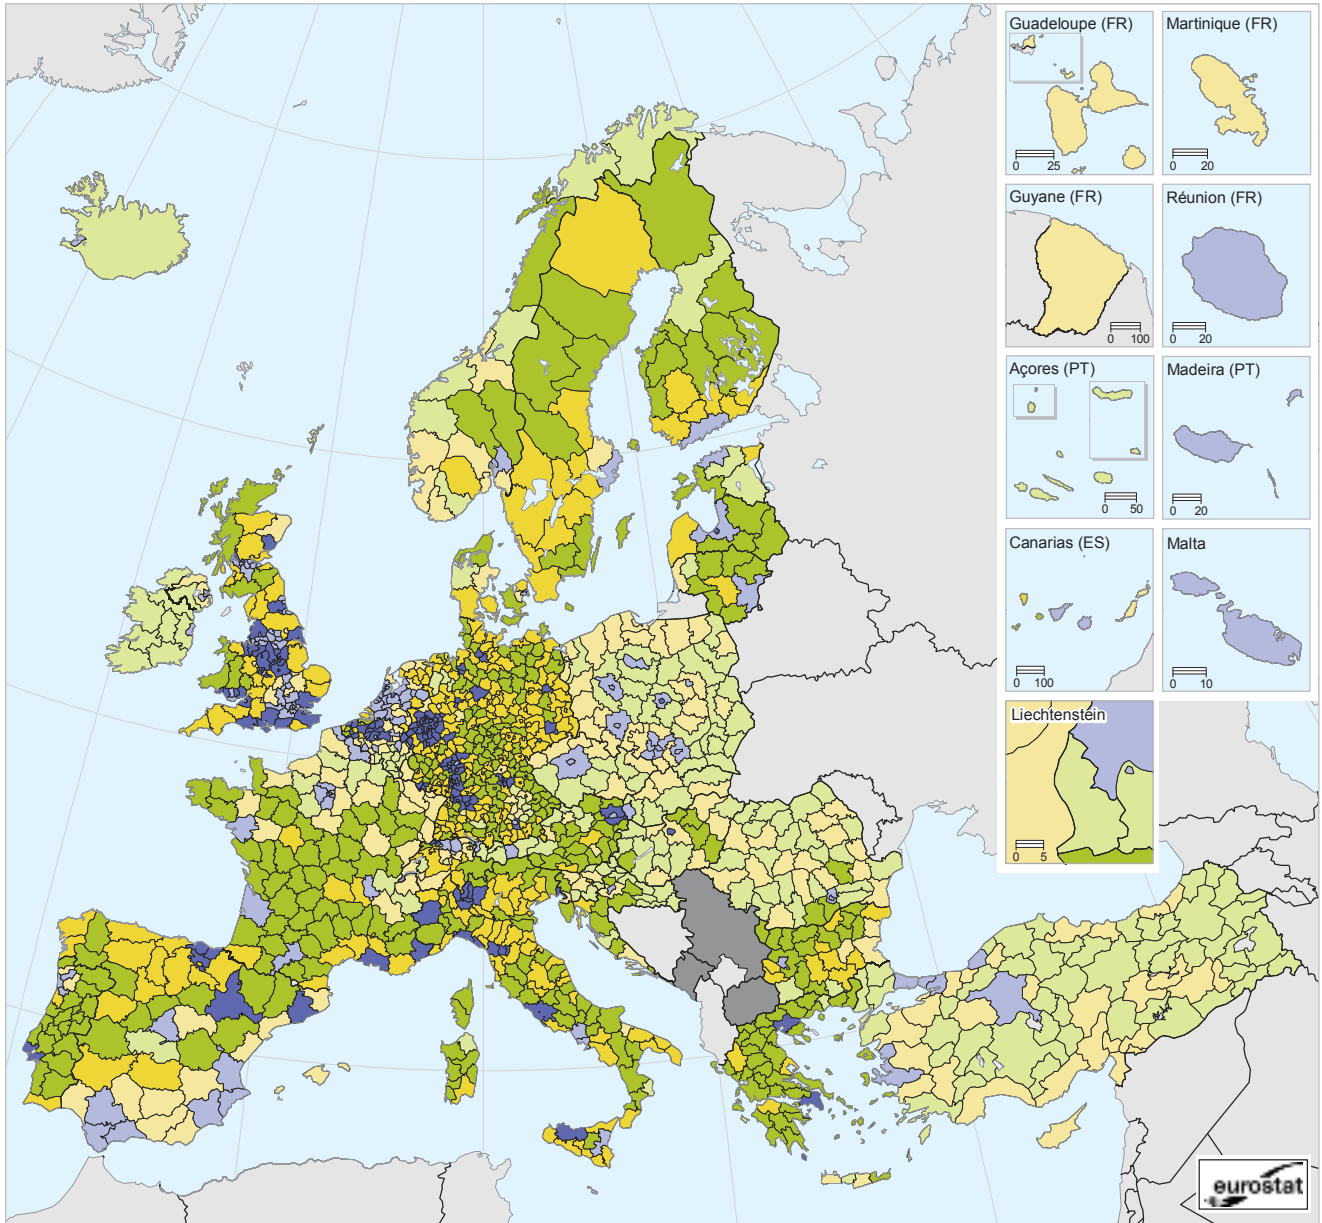 Guadeloupe (FR)
0 25
Martinique (FR)
0 20
Guyane (FR)
0 100
Réunion (FR)
0 20
Açores (PT)
0 50
Madeira (PT)
0 20
Canarias (ES)
0 100
Malta
0 10
Liechtenstein
0 5
eurostat